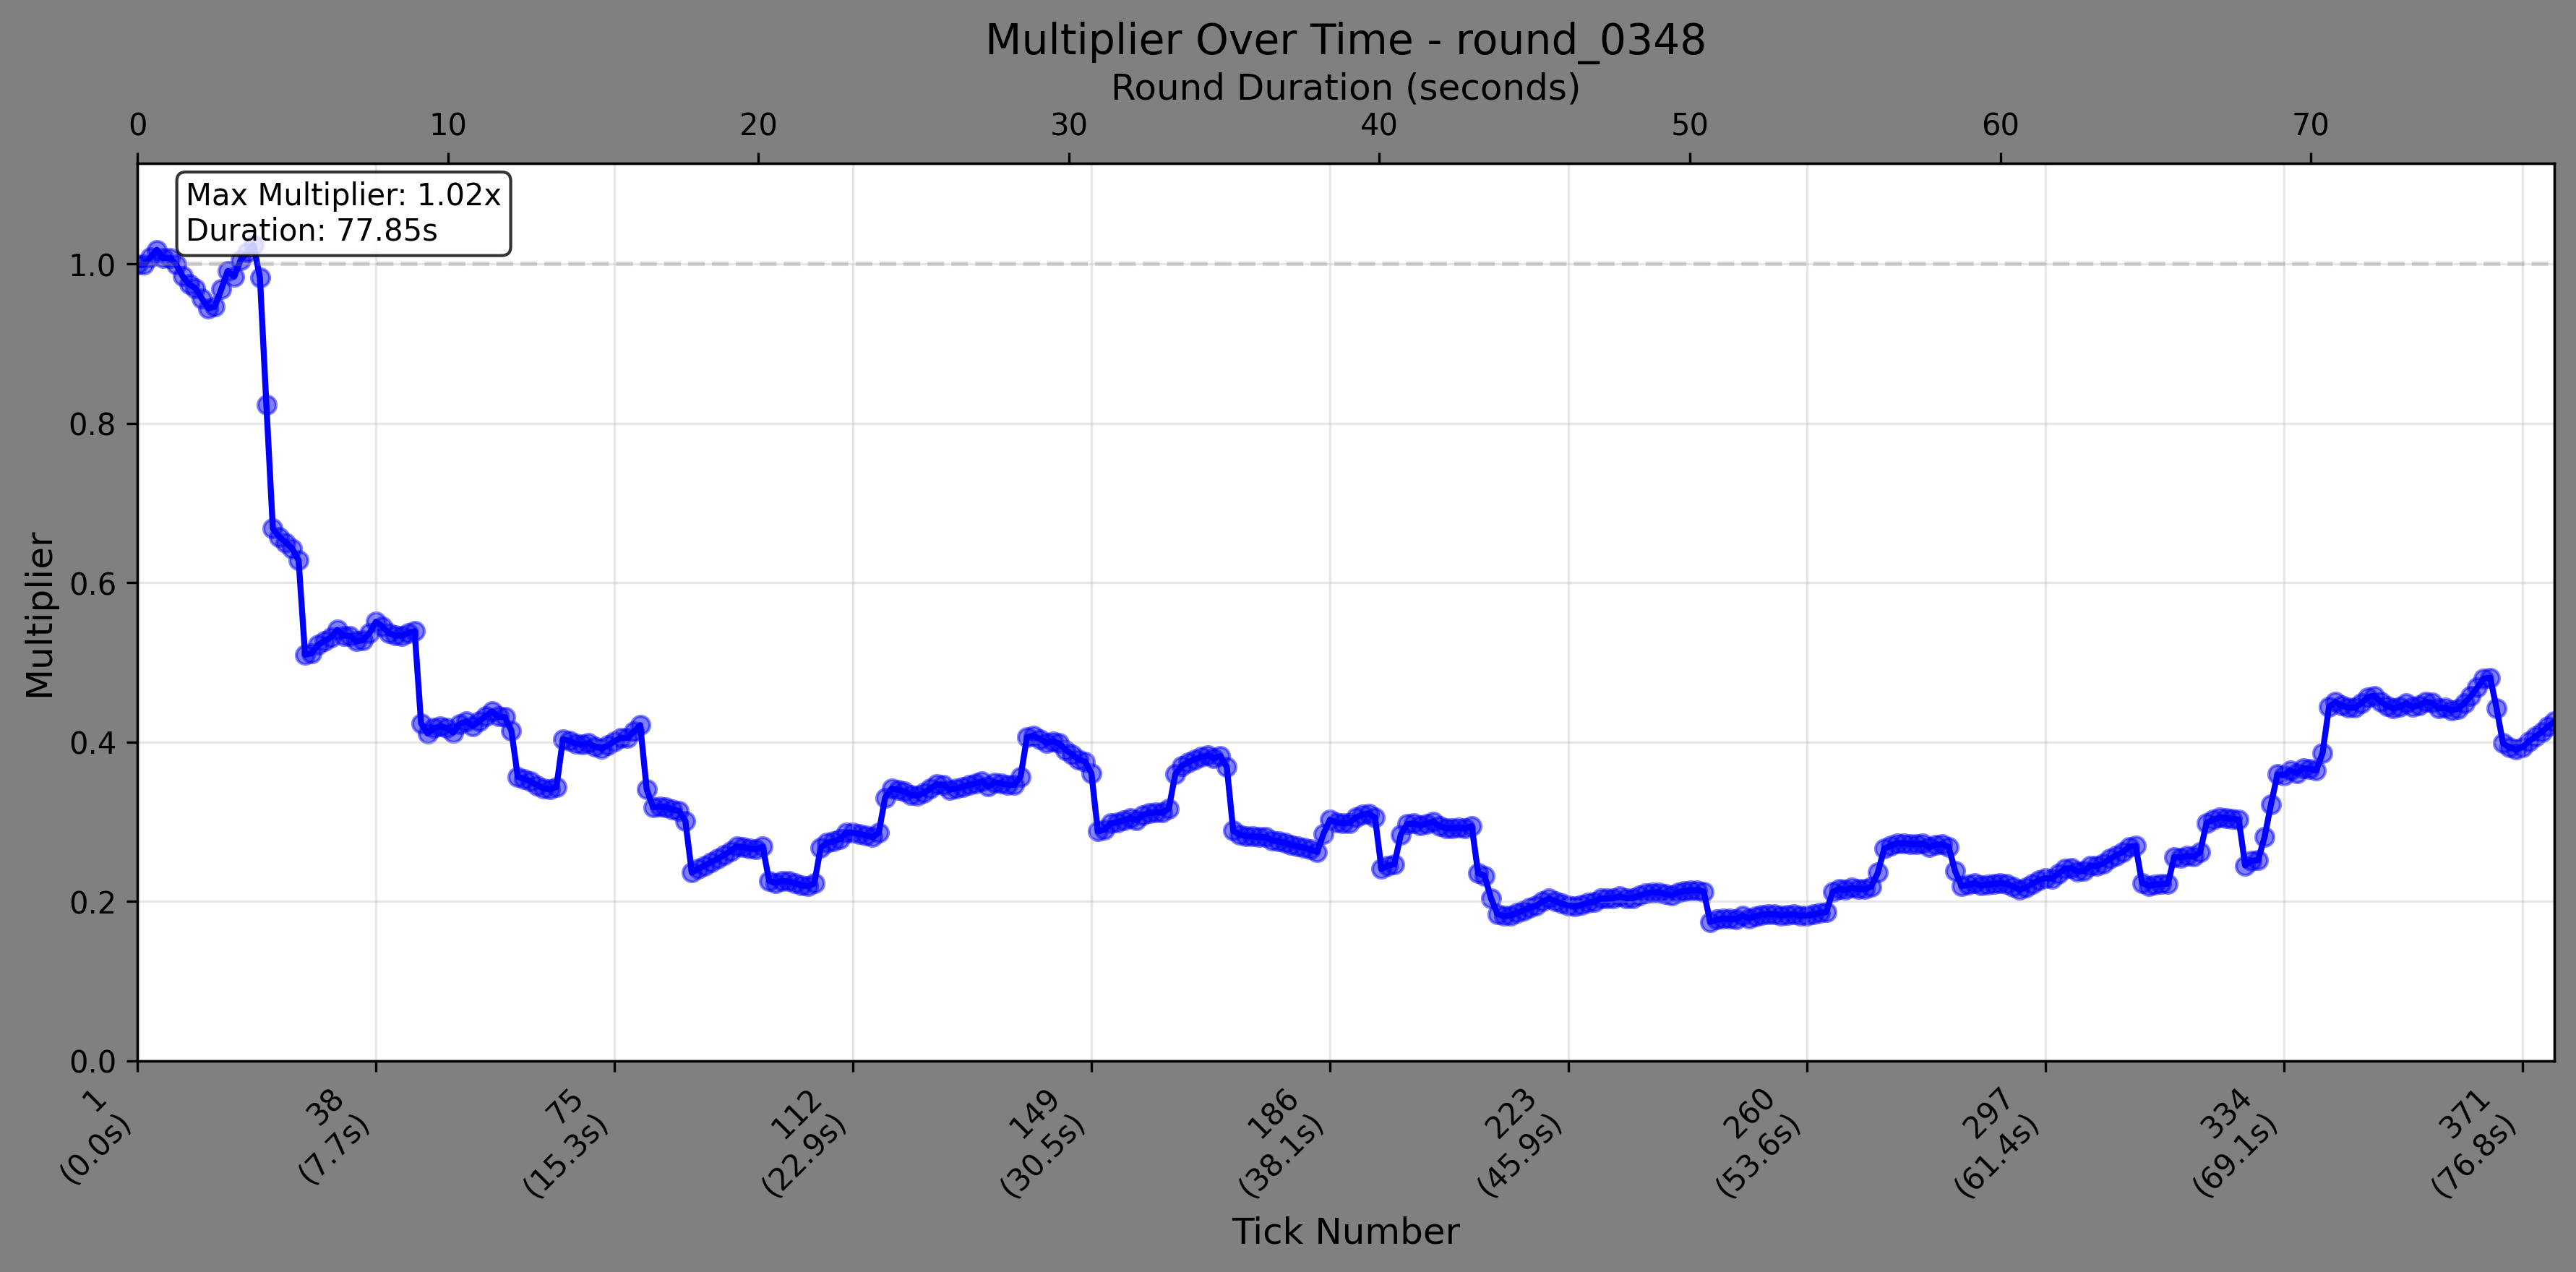 Multiplier Over Time - round_0348
Round Duration (seconds)
0 10 20 30 40 50 60 70
Max Multiplier: 1.02x
Duration: 77.85s
Multiplier
1.0
0.8
0.6
0.4
0.2
0.0
1
(0.0s)
38
(7.7s)
75
(15.3s)
112
(22.9s)
149
(30.5s)
186
(38.1s)
223
(45.9s)
260
(53.6s)
297
(61.4s)
334
(69.1s)
371
(76.8s)
Tick Number